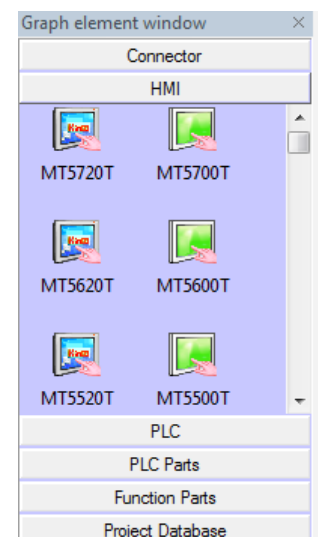 Graph element window
Connector
HMI
MT5720T MT5700T
MT5620T MT5600T
MT5520T MT5500T
PLC
PLC Parts
Function Parts
Project Database